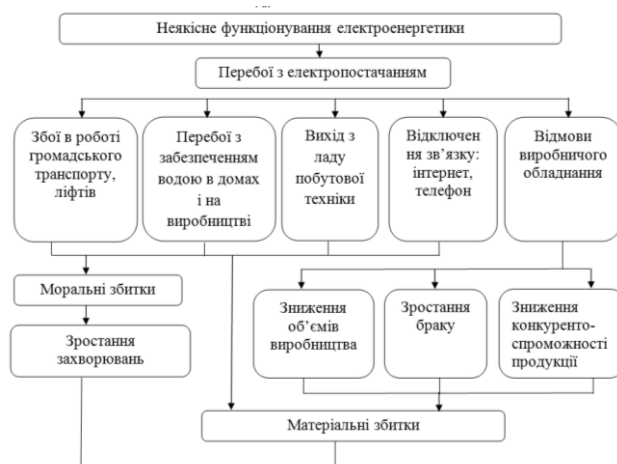 Неякісне функціонування електроенергетики
Перебої з електропостачанням
Збої в роботі
громадського
транспорту,
ліфтів
Перебої з
забезпеченням
водою в домах
і на
виробництві
Вихід з
ладу
побутової
техніки
Відключен
ня зв’язку:
інтернет,
телефон
Відмови
виробничого
обладнання
Моральні збитки
Зростання
захворювань
Зниження
об’ємів
виробництва
Зростання
браку
Зниження
конкуренто-
спроможності
продукції
Матеріальні збитки